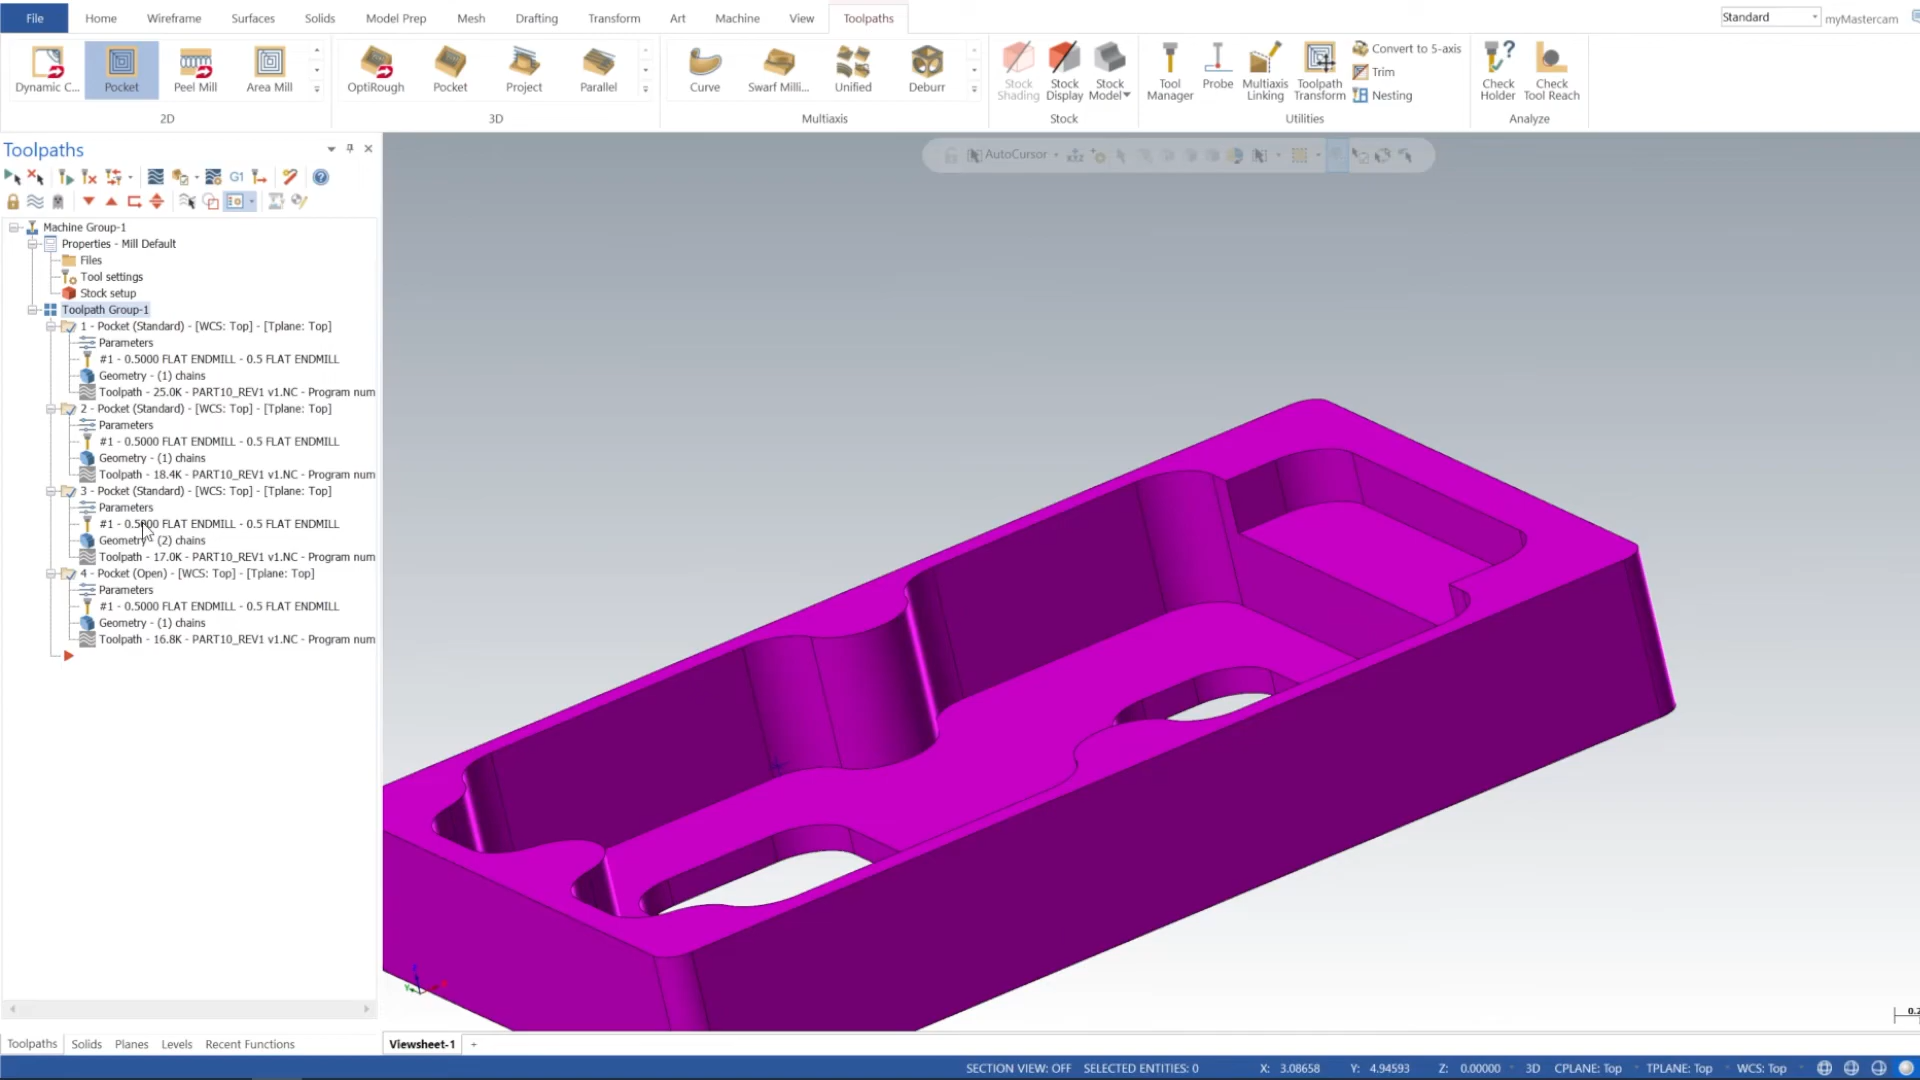 File Home Wireframe Surfaces Solids Model Prep Mesh Drafting Transform Art Machine View Toolpaths Standard myMastercam
Dynamic C... Pocket Peel Mill Area Mill OptiRough Pocket Project Parallel Curve Swarf Milli... Unified Deburr Stock Shading Stock Display Stock Model Tool Manager Probe Multiaxis Linking Toolpath Transform Convert to 5-axis Trim Nesting Check Holder Check Tool Reach
2D 3D Multiaxis Stock Utilities Analyze
Toolpaths
AutoCursor
XYZ
G1
Machine Group-1
Properties - Mill Default
Files
Tool settings
Stock setup
Toolpath Group-1
1 - Pocket (Standard) - [WCS: Top] - [Tplane: Top]
Parameters
#1 - 0.5000 FLAT ENDMILL - 0.5 FLAT ENDMILL
Geometry - (1) chains
Toolpath - 25.0K - PART10_REV1 v1.NC - Program num
2 - Pocket (Standard) - [WCS: Top] - [Tplane: Top]
Parameters
#1 - 0.5000 FLAT ENDMILL - 0.5 FLAT ENDMILL
Geometry - (1) chains
Toolpath - 18.4K - PART10_REV1 v1.NC - Program num
3 - Pocket (Standard) - [WCS: Top] - [Tplane: Top]
Parameters
#1 - 0.5000 FLAT ENDMILL - 0.5 FLAT ENDMILL
Geometry - (2) chains
Toolpath - 17.0K - PART10_REV1 v1.NC - Program num
4 - Pocket (Open) - [WCS: Top] - [Tplane: Top]
Parameters
#1 - 0.5000 FLAT ENDMILL - 0.5 FLAT ENDMILL
Geometry - (1) chains
Toolpath - 16.8K - PART10_REV1 v1.NC - Program num
Toolpaths Solids Planes Levels Recent Functions Viewsheet-1 +
SECTION VIEW: OFF SELECTED ENTITIES: 0 X: 3.08658 Y: 4.94593 Z: 0.00000 3D CPLANE: Top TPLANE: Top WCS: Top